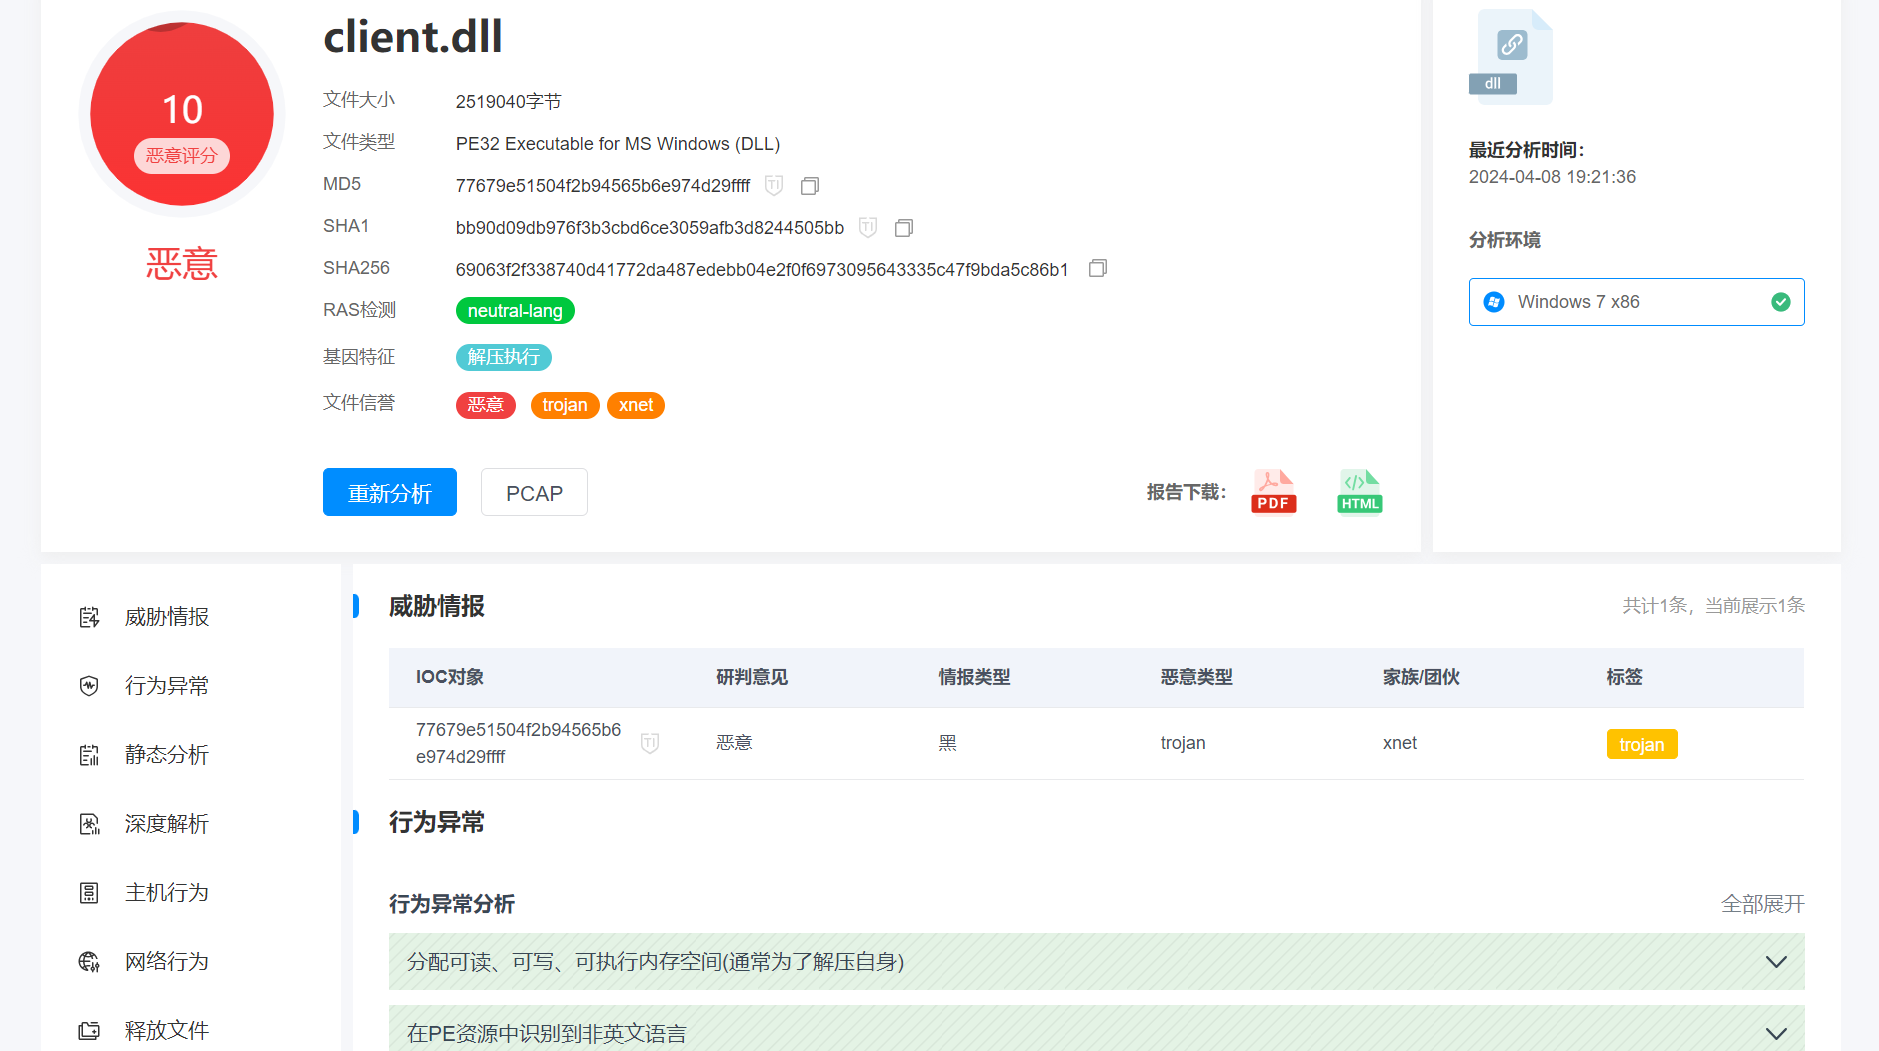 client.dll
10
恶意评分
恶意
文件大小 2519040字节
文件类型 PE32 Executable for MS Windows (DLL)
MD5 77679e51504f2b94565b6e974d29ffff TI
SHA1 bb90d09db976f3b3cbd6ce3059afb3d8244505bb TI
SHA256 69063f2f338740d41772da487edebb04e2f0f6973095643335c47f9bda5c86b1
RAS检测 neutral-lang
基因特征 解压执行
文件信誉 恶意 trojan xnet
重新分析 PCAP 报告下载: PDF HTML
dll
最近分析时间:
2024-04-08 19:21:36
分析环境
Windows 7 x86
威胁情报
行为异常
静态分析
深度解析
主机行为
网络行为
释放文件
威胁情报 共计1条，当前展示1条
IOC对象 研判意见 情报类型 恶意类型 家族/团伙 标签
77679e51504f2b94565b6
e974d29ffff TI 恶意 黑 trojan xnet trojan
行为异常
行为异常分析 全部展开
分配可读、可写、可执行内存空间(通常为了解压自身)
在PE资源中识别到非英文语言